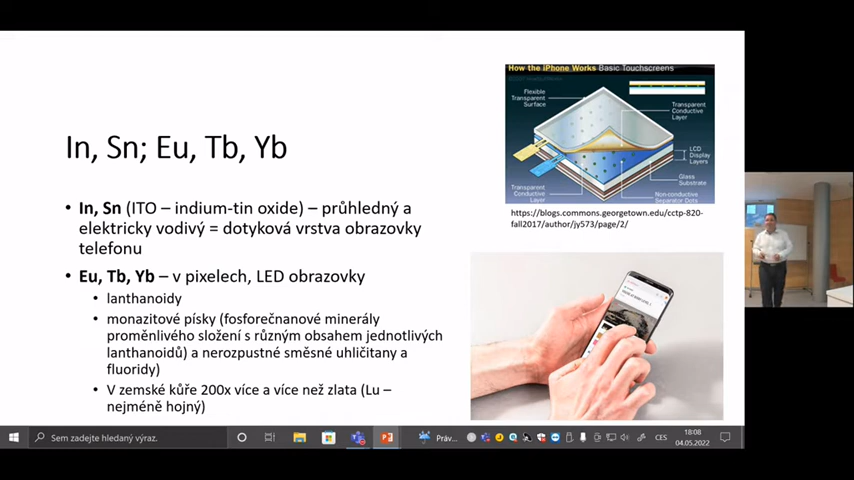 In, Sn; Eu, Tb, Yb
• In, Sn (ITO – indium-tin oxide) – průhledný a
elektricky vodivý = dotyková vrstva obrazovky
telefonu
• Eu, Tb, Yb – v pixelech, LED obrazovky
• lanthanoidy
• monazitové písky (fosforečnanové minerály
proměnlivého složení s různým obsahem jednotlivých
lanthanoidů) a nerozpustné směsné uhličitany a
fluoridy)
• V zemské kůře 200x více a více než zlata (Lu –
nejméně hojný)
How the iPhone Works Basic Touchscreens
Flexible
Transparent
Surface
Transparent
Conductive
Layer
LCD
Display
Layers
Glass
Substrate
Transparent
Conductive
Layer
Non-conductive
Separator Dots
https://blogs.commons.georgetown.edu/cctp-820-
fall2017/author/jy573/page/2/
Sem zadejte hledaný výraz.
Práv...
CES
18:08
04.05.2022